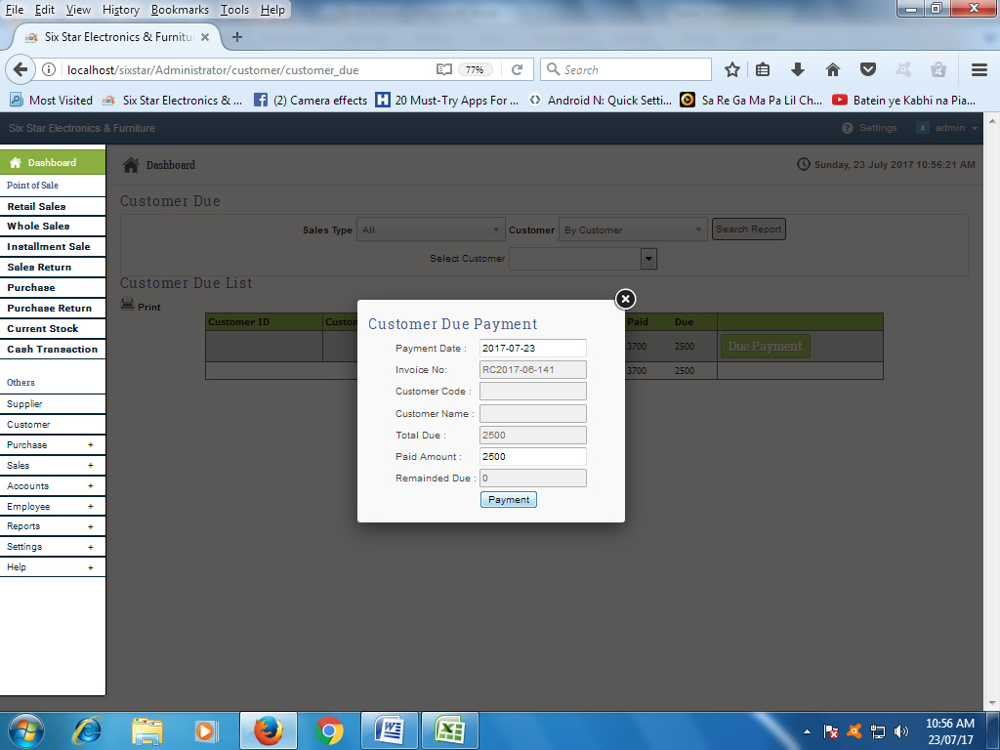 File Edit View History Bookmarks Tools Help
Six Star Electronics & Furnitu
localhost/sixstar/Administrator/customer/customer_due 77% Search
Most Visited Six Star Electronics & ... (2) Camera effects 20 Must-Try Apps For ... Android N: Quick Setti... Sa Re Ga Ma Pa Lil Ch... Batein ye Kabhi na Pia...
Six Star Electronics & Furniture Settings admin
Dashboard
Dashboard Sunday, 23 July 2017 10:56:21 AM
Point of Sale
Retail Sales
Whole Sales
Installment Sale
Sales Return
Purchase
Purchase Return
Current Stock
Cash Transaction
Others
Supplier
Customer
Purchase +
Sales +
Accounts +
Employee +
Reports +
Settings +
Help +
Customer Due
Sales Type All Customer By Customer Search Report
Select Customer
Customer Due List
Print
Customer ID Paid Due
3700 2500 Due Payment
3700 2500
Customer Due Payment
Payment Date : 2017-07-23
Invoice No: RC2017-06-141
Customer Code :
Customer Name :
Total Due : 2500
Paid Amount : 2500
Remainded Due : 0
Payment
10:56 AM
23/07/17